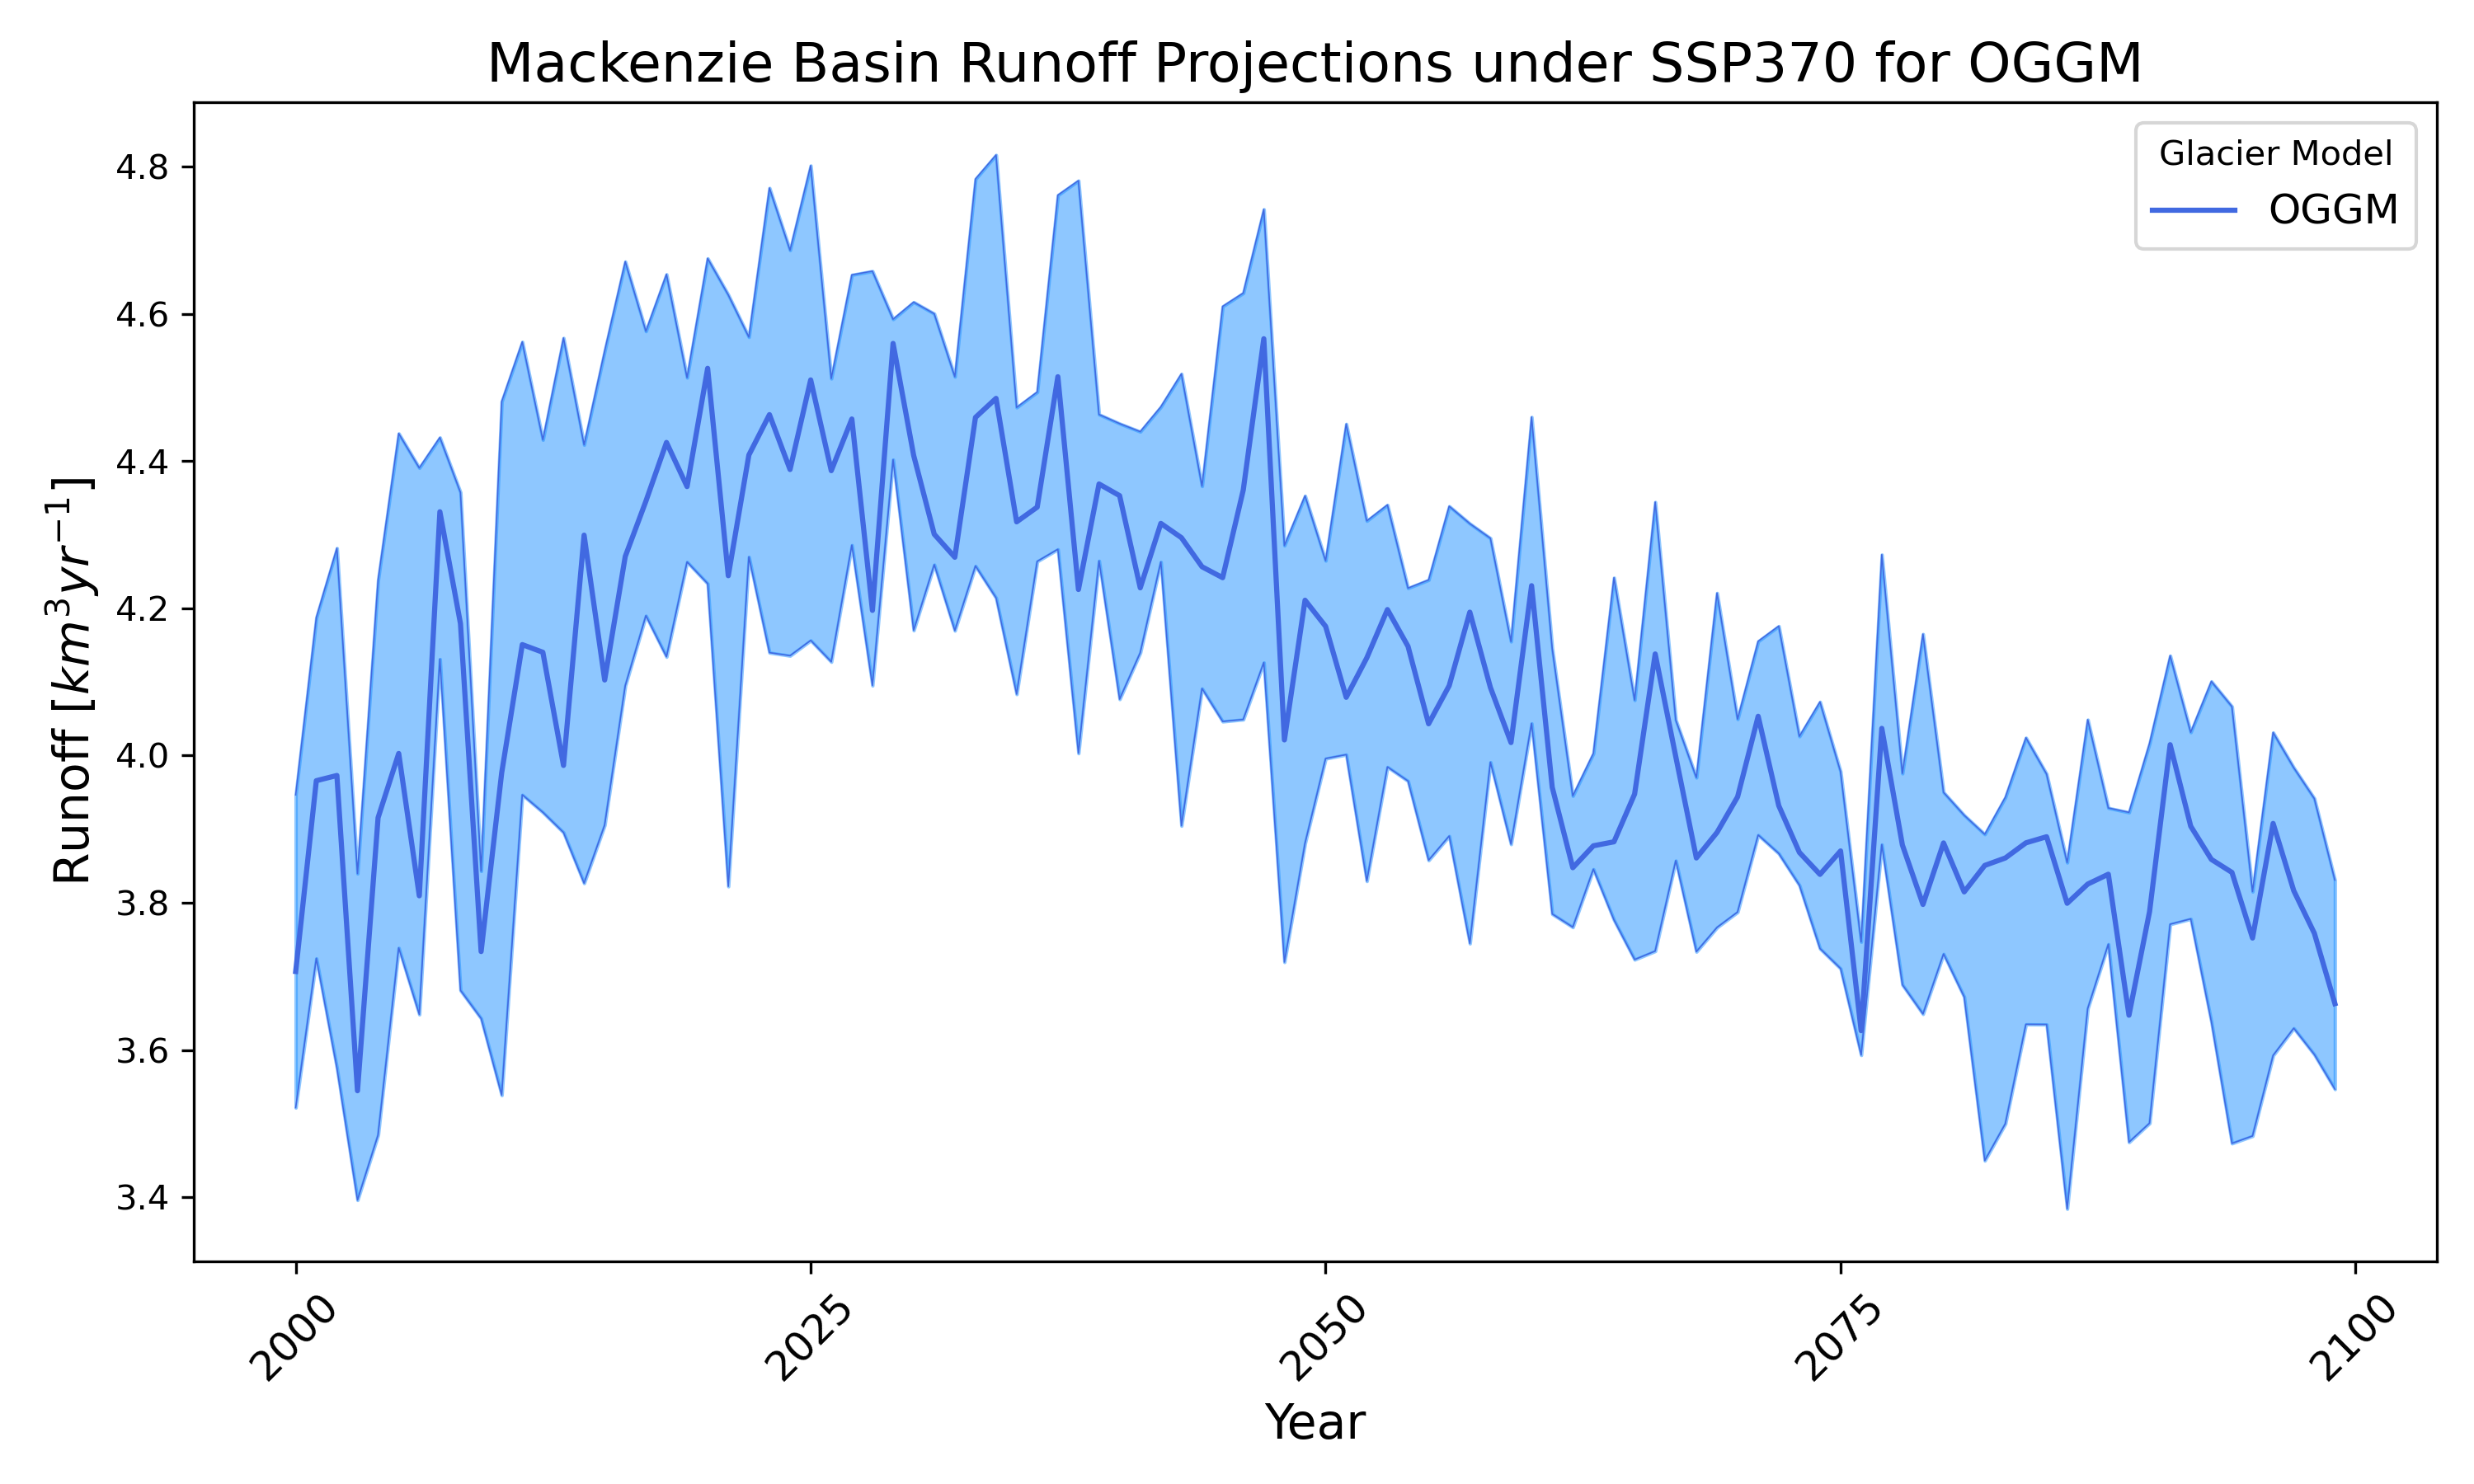 Mackenzie Basin Runoff Projections under SSP370 for OGGM
Glacier Model
OGGM
Runoff [km³yr⁻¹]
4.8
4.6
4.4
4.2
4.0
3.8
3.6
3.4
2000
2025
2050
2075
2100
Year